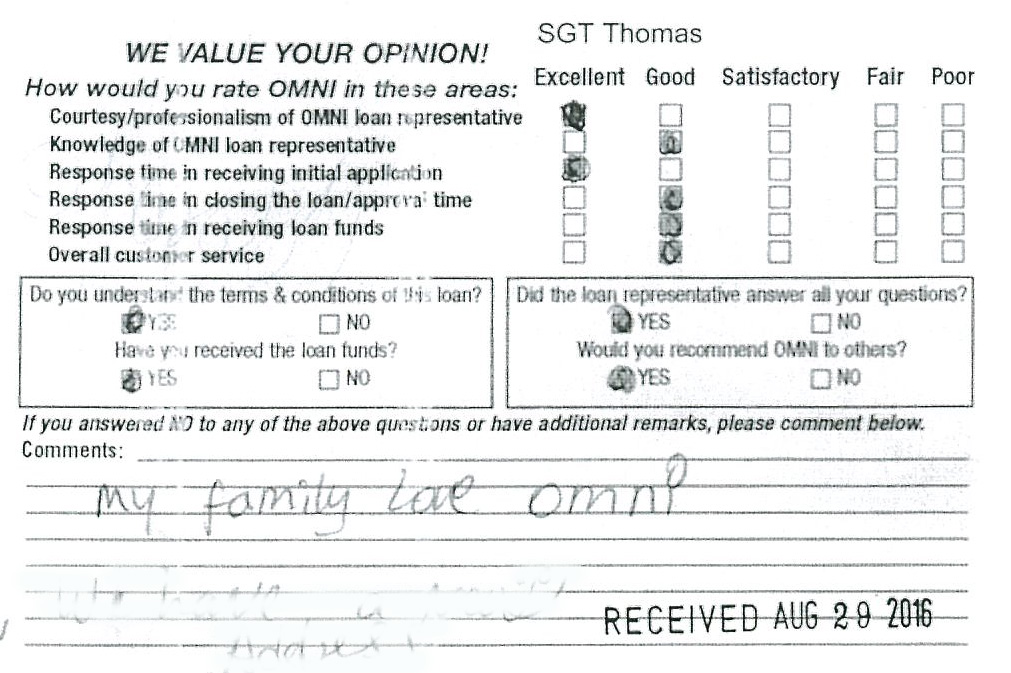 SGT Thomas
WE VALUE YOUR OPINION!
Excellent Good Satisfactory Fair Poor
How would you rate OMNI in these areas:
Courtesy/professionalism of OMNI loan representative
Knowledge of OMNI loan representative
Response time in receiving initial application
Response time in closing the loan/approval time
Response time in receiving loan funds
Overall customer service
Do you understand the terms & conditions of this loan?
YES NO
Have you received the loan funds?
YES NO
Did the loan representative answer all your questions?
YES NO
Would you recommend OMNI to others?
YES NO
If you answered NO to any of the above questions or have additional remarks, please comment below.
Comments:
My family Love omni
RECEIVED AUG 29 2016